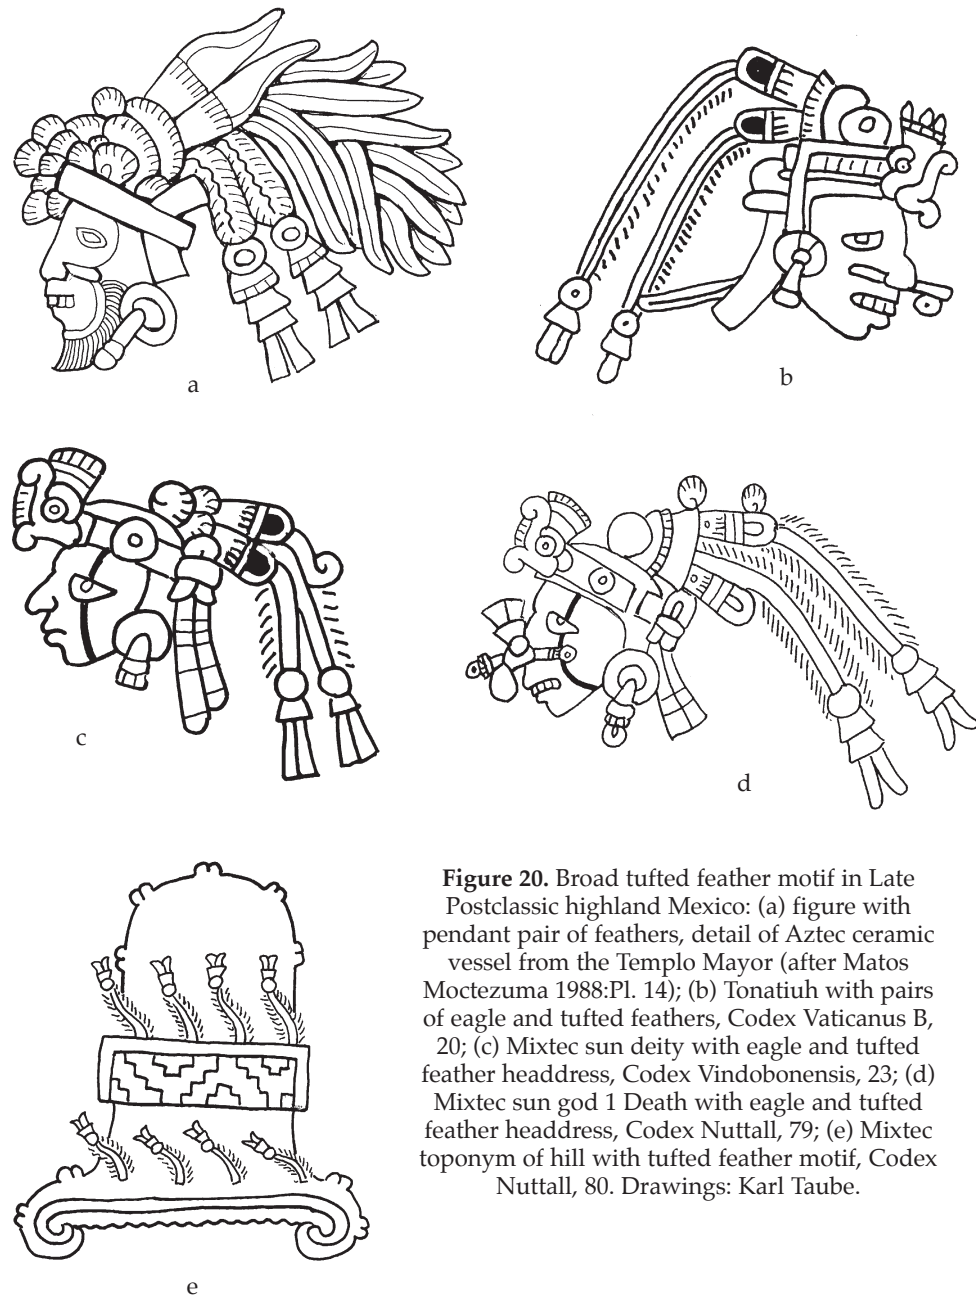 a
b
c
d
Figure 20. Broad tufted feather motif in Late
Postclassic highland Mexico: (a) figure with
pendant pair of feathers, detail of Aztec ceramic
vessel from the Templo Mayor (after Matos
Moctezuma 1988:Pl. 14); (b) Tonatiuh with pairs
of eagle and tufted feathers, Codex Vaticanus B,
20; (c) Mixtec sun deity with eagle and tufted
feather headdress, Codex Vindobonensis, 23; (d)
Mixtec sun god 1 Death with eagle and tufted
feather headdress, Codex Nuttall, 79; (e) Mixtec
toponym of hill with tufted feather motif, Codex
Nuttall, 80. Drawings: Karl Taube.
e